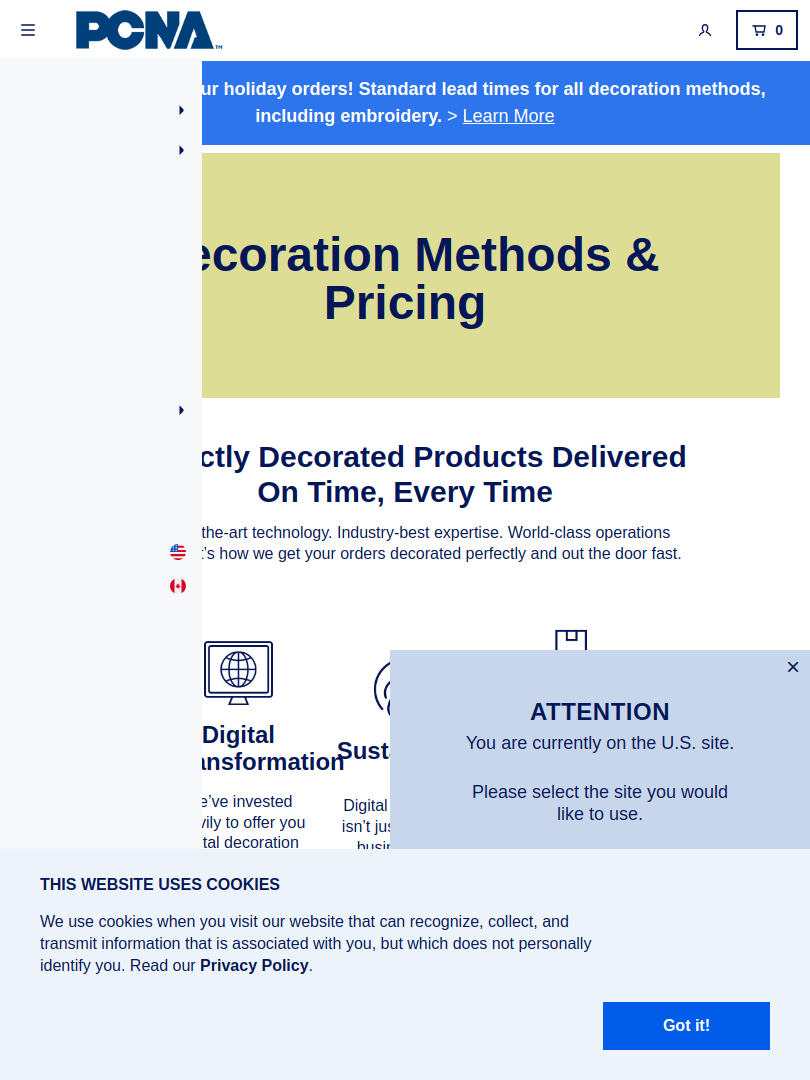 PCNA™
0
ur holiday orders! Standard lead times for all decoration methods,
including embroidery. > Learn More
ecoration Methods &
Pricing
ctly Decorated Products Delivered
On Time, Every Time
the-art technology. Industry-best expertise. World-class operations
t’s how we get your orders decorated perfectly and out the door fast.
Digital
ansformation
e’ve invested
vily to offer you
tal decoration
Susta
Digital
isn’t jus
busin
×
ATTENTION
You are currently on the U.S. site.
Please select the site you would
like to use.
THIS WEBSITE USES COOKIES
We use cookies when you visit our website that can recognize, collect, and
transmit information that is associated with you, but which does not personally
identify you. Read our Privacy Policy.
Got it!